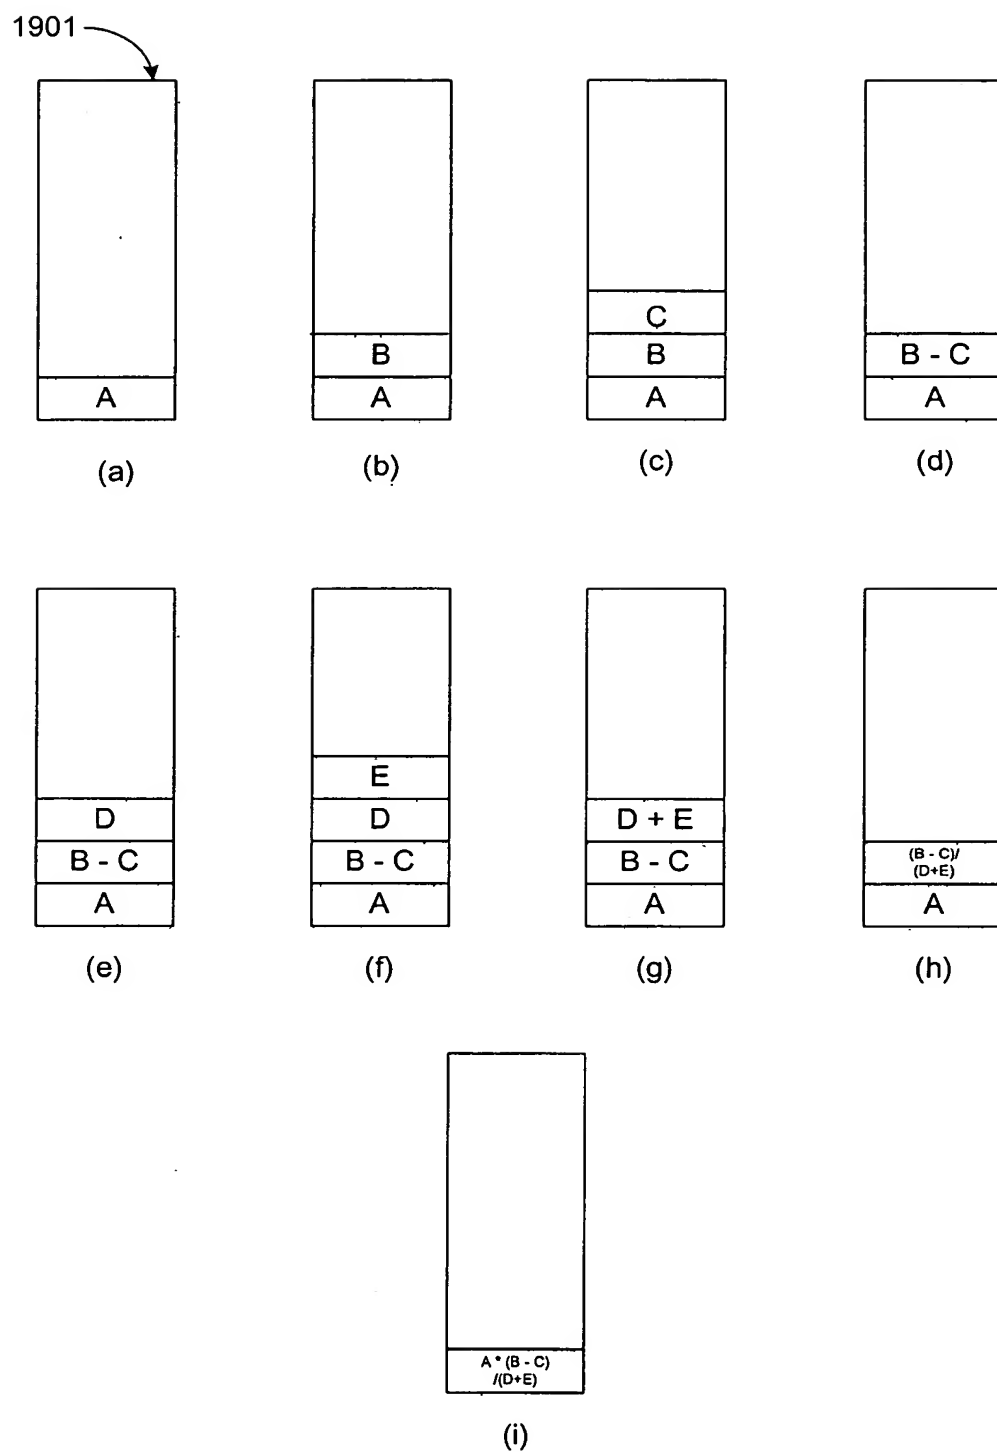 1901
A
(a)
B
A
(b)
C
B
A
(c)
B - C
A
(d)
D
B - C
A
(e)
E
D
B - C
A
(f)
D + E
B - C
A
(g)
(B - C)/
(D+E)
A
(h)
A * (B - C)
/(D+E)
(i)